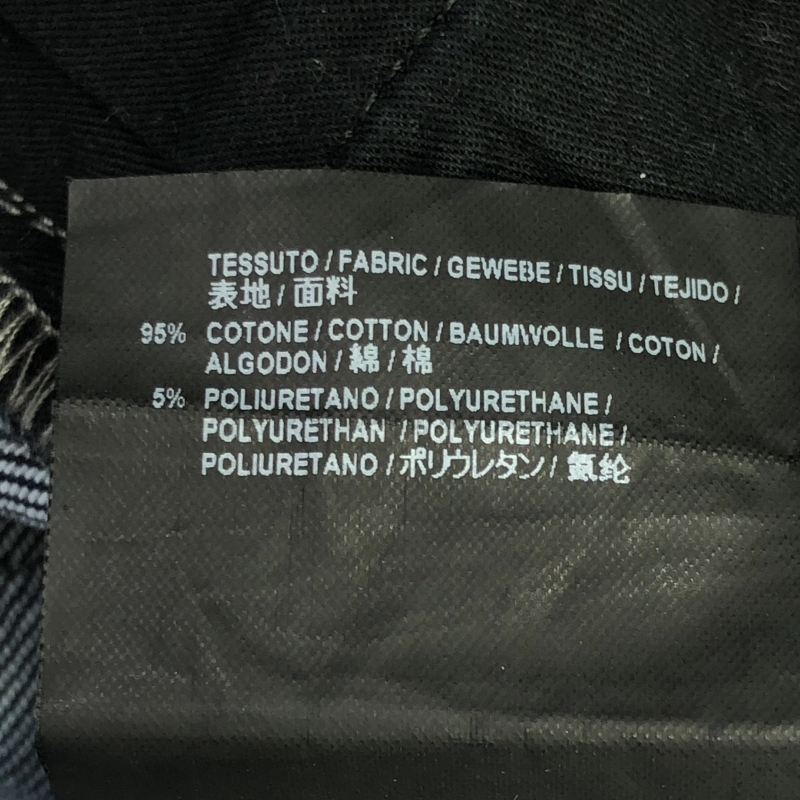 TESSUTO / FABRIC / GEWEBE / TISSU / TEJIDO /
表地 / 面料
95% COTONE / COTTON / BAUMWOLLE / COTON /
ALGODON / 綿 / 棉
5% POLIURETANO / POLYURETHANE /
POLYURETHAN / POLYURETHANE /
POLIURETANO / ポリウレタン / 氨纶